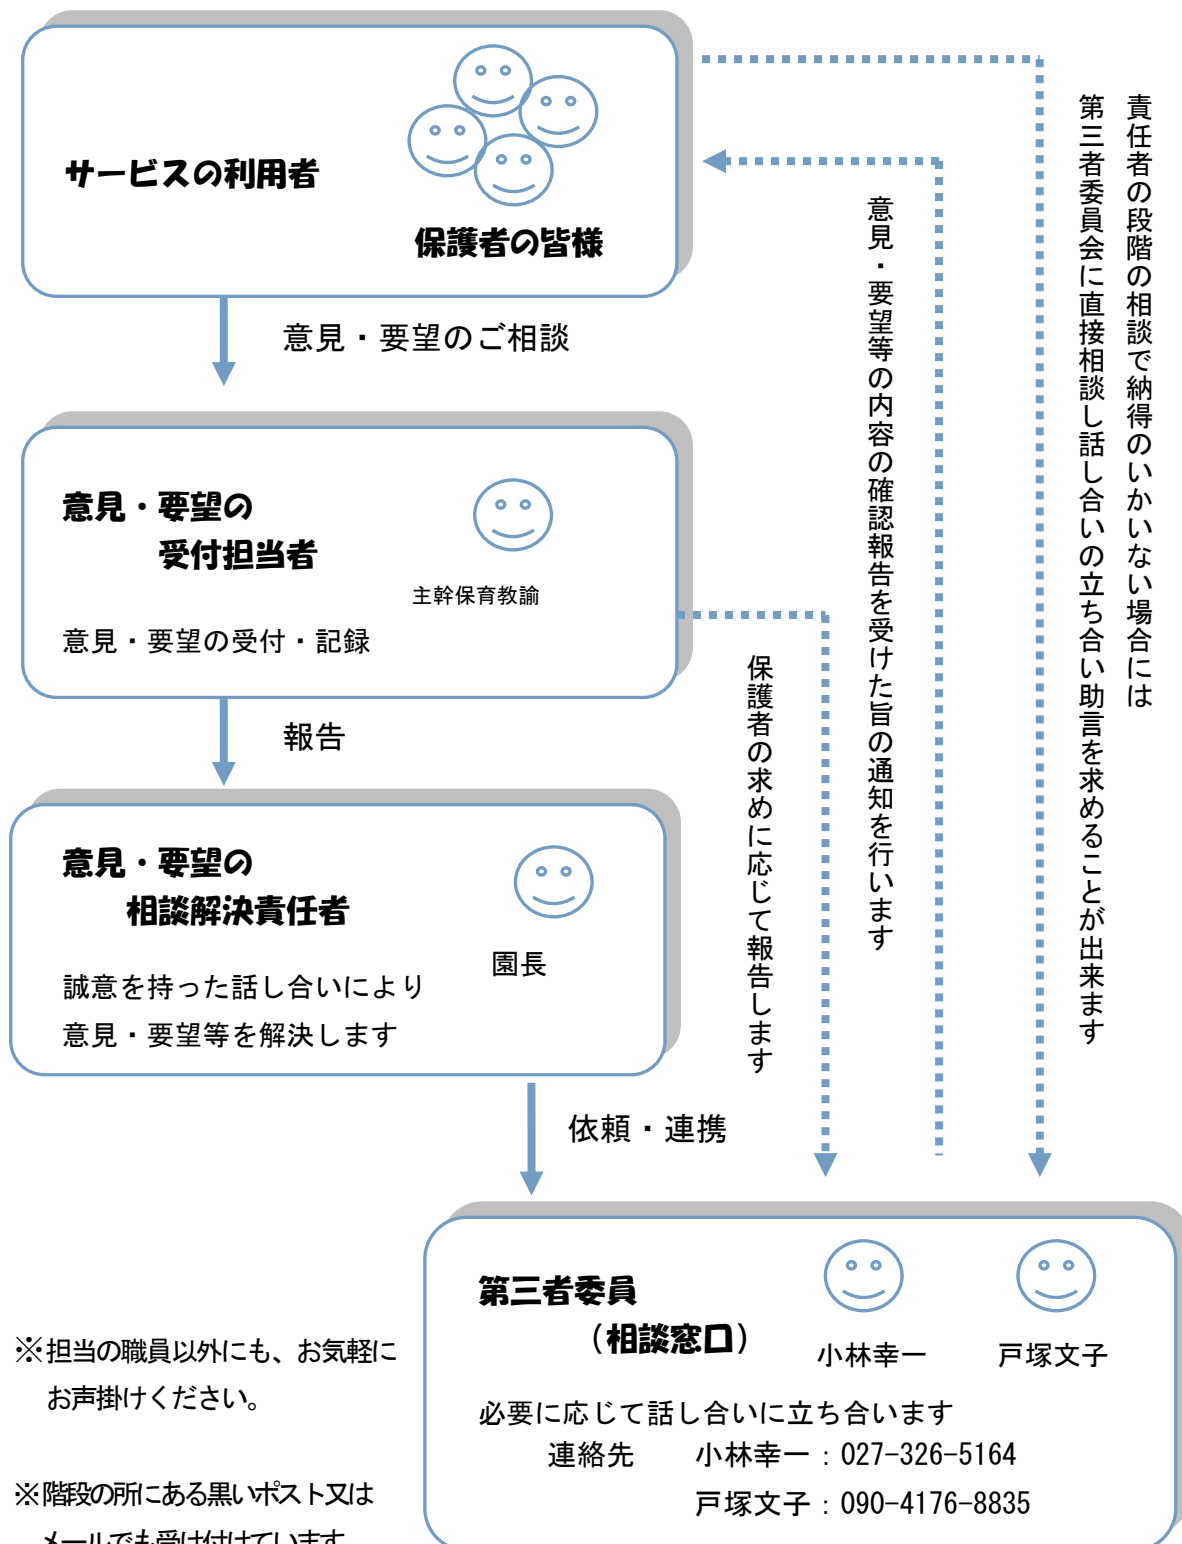 サービスの利用者
保護者の皆様
意見・要望のご相談
意見・要望の
受付担当者
主幹保育教諭
意見・要望の受付・記録
報告
意見・要望の
相談解決責任者
園長
誠意を持った話し合いにより
意見・要望等を解決します
依頼・連携
責任者の段階の相談で納得のいかいない場合には
第三者委員会に直接相談し話し合いの立ち合い助言を求めることが出来ます
意見・要望等の内容の確認報告を受けた旨の通知を行います
保護者の求めに応じて報告します
第三者委員
（相談窓口）
小林幸一
戸塚文子
必要に応じて話し合いに立ち合います
連絡先 小林幸一：027-326-5164
戸塚文子：090-4176-8835
※担当の職員以外にも、お気軽に
お声掛けください。
※階段の所にある黒いポスト又は
メールでも受け付けています